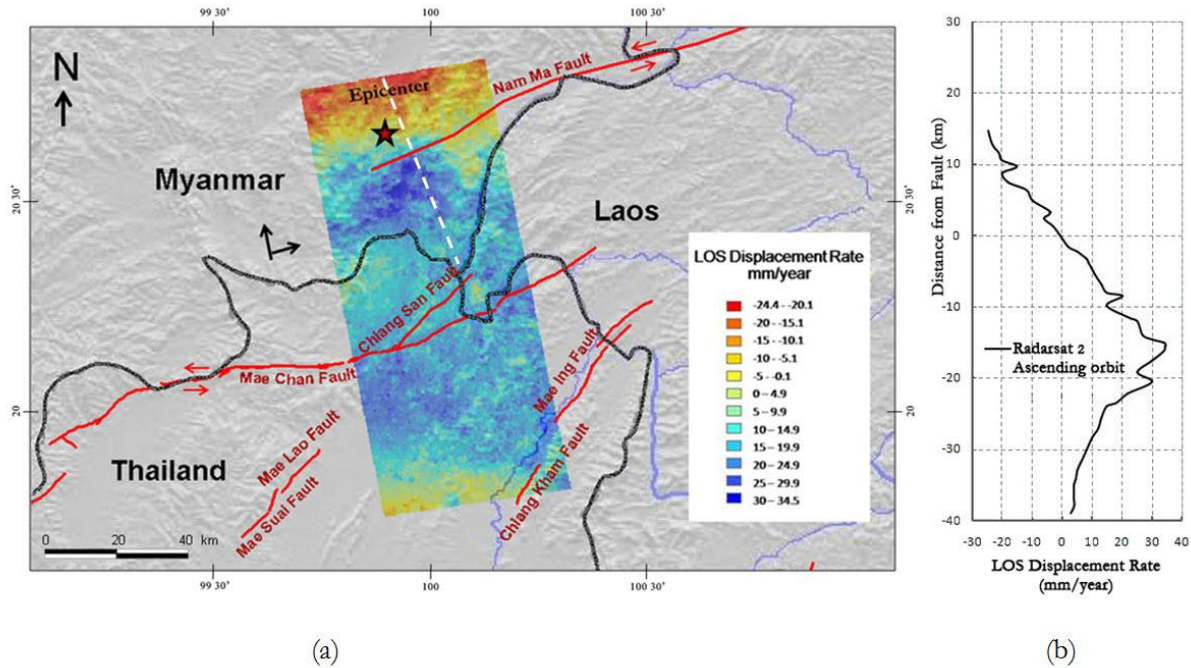 99 30'
100
100 30'
N
Epicenter
Nam Ma Fault
Myanmar
Laos
20 30'
20 30'
Chiang San Fault
Mae Chan Fault
Mae Ing Fault
20
20
Mae Lao Fault
Thailand
Mae Suai Fault
Chiang Kham Fault
0 20 40 km
99 30'
100
100 30'
LOS Displacement Rate
mm/year
-24.4 - -20.1
-20 - -15.1
-15 - -10.1
-10 - -5.1
-5 - -0.1
0 - 4.9
5 - 9.9
10 - 14.9
15 - 19.9
20 - 24.9
25 - 29.9
30 - 34.5
(a)
30
20
10
0
-10
-20
-30
-40
Distance from Fault (km)
Radarsat 2
Ascending orbit
-30 -20 -10 0 10 20 30 40
LOS Displacement Rate
(mm/year)
(b)